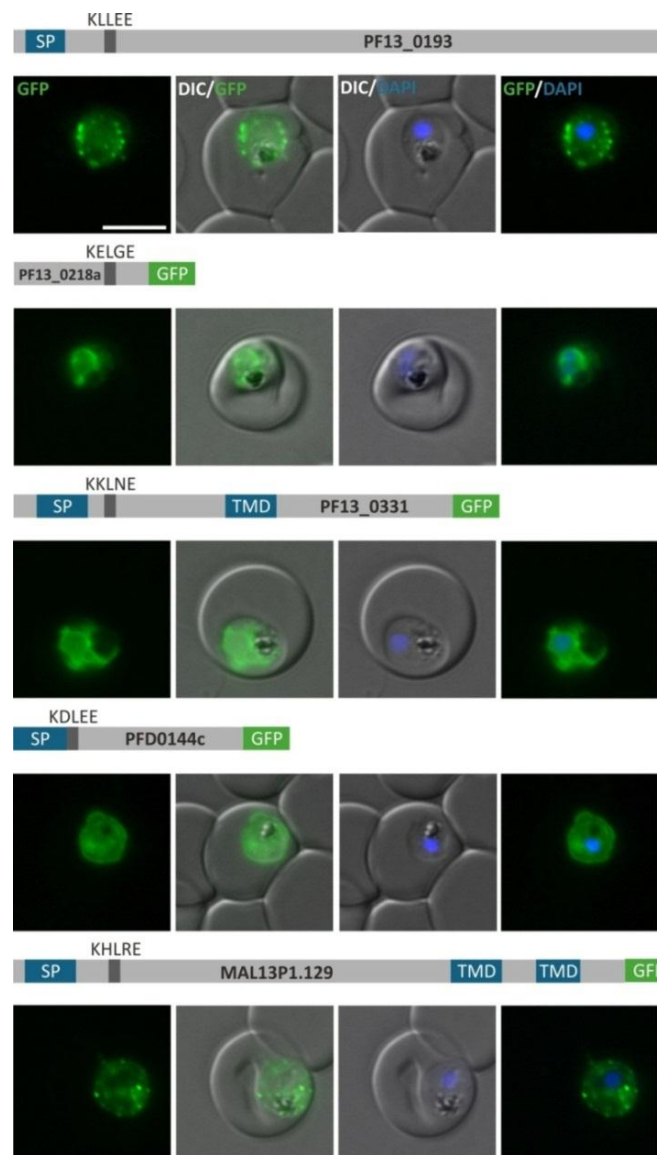 KLLEE
SP PF13_0193
GFP DIC/GFP DIC/DAPI GFP/DAPI
KELGE
PF13_0218a GFP
KKLNE
SP TMD PF13_0331 GFP
KDLEE
SP PFD0144c GFP
KHLRE
SP MAL13P1.129 TMD TMD GF